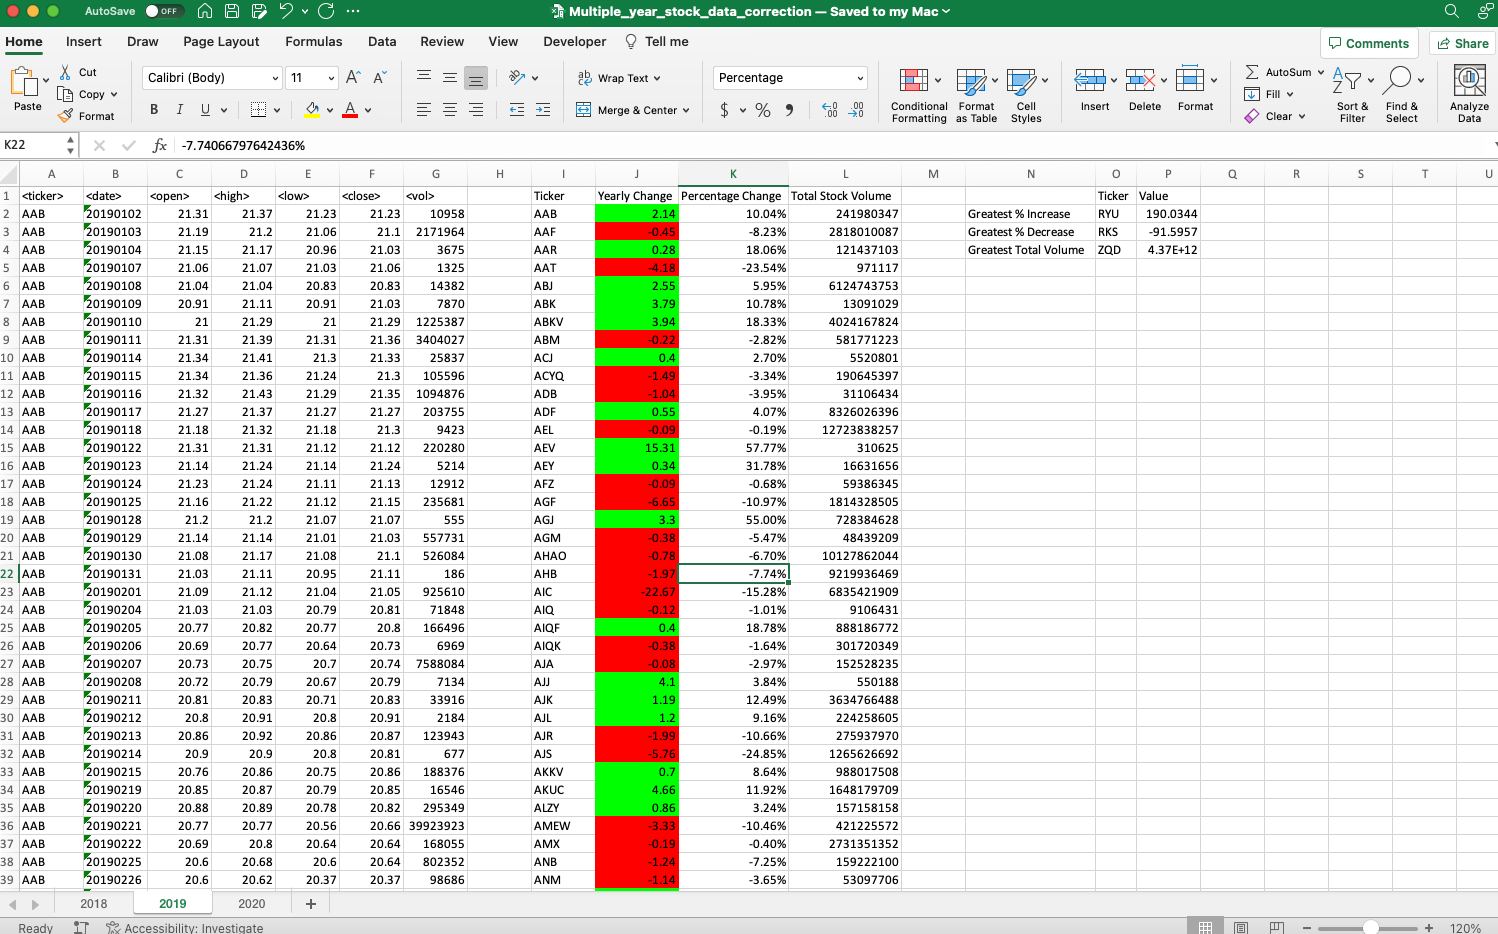 AutoSave OFF Multiple_year_stock_data_correction — Saved to my Mac
Home Insert Draw Page Layout Formulas Data Review View Developer Tell me Comments Share
Paste Cut Copy Format
Calibri (Body) 11 A A B I U A
ab Wrap Text Merge & Center
Percentage $ % 9 .00 .00
Conditional Formatting Format as Table Cell Styles
Insert Delete Format
AutoSum Fill Clear
Sort & Filter Find & Select Analyze Data
K22 fx -7.74066797642436%
A B C D E F G H I J K L M N O P Q R S T U
1 <ticker> <date> <open> <high> <low> <close> <vol> Ticker Yearly Change Percentage Change Total Stock Volume Ticker Value
2 AAB 20190102 21.31 21.37 21.23 21.23 10958 AAB 2.14 10.04% 241980347 Greatest % Increase RYU 190.0344
3 AAB 20190103 21.19 21.2 21.06 21.1 2171964 AAF -0.45 -8.23% 2818010087 Greatest % Decrease RKS -91.5957
4 AAB 20190104 21.15 21.17 20.96 21.03 3675 AAR 0.28 18.06% 121437103 Greatest Total Volume ZQD 4.37E+12
5 AAB 20190107 21.06 21.07 21.03 21.06 1325 AAT -4.18 -23.54% 971117
6 AAB 20190108 21.04 21.04 20.83 20.83 14382 ABJ 2.55 5.95% 6124743753
7 AAB 20190109 20.91 21.11 20.91 21.03 7870 ABK 3.79 10.78% 13091029
8 AAB 20190110 21 21.29 21 21.29 1225387 ABKV 3.94 18.33% 4024167824
9 AAB 20190111 21.31 21.39 21.31 21.36 3404027 ABM -0.22 -2.82% 581771223
10 AAB 20190114 21.34 21.41 21.3 21.33 25837 ACJ 0.4 2.70% 5520801
11 AAB 20190115 21.34 21.36 21.24 21.3 105596 ACYQ -1.49 -3.34% 190645397
12 AAB 20190116 21.32 21.43 21.29 21.35 1094876 ADB -1.04 -3.95% 31106434
13 AAB 20190117 21.27 21.37 21.27 21.27 203755 ADF 0.55 4.07% 8326026396
14 AAB 20190118 21.18 21.32 21.18 21.3 9423 AEL -0.09 -0.19% 12723838257
15 AAB 20190122 21.31 21.31 21.12 21.12 220280 AEV 15.31 57.77% 310625
16 AAB 20190123 21.14 21.24 21.14 21.24 5214 AEY 0.34 31.78% 16631656
17 AAB 20190124 21.23 21.24 21.11 21.13 12912 AFZ -0.09 -0.68% 59386345
18 AAB 20190125 21.16 21.22 21.12 21.15 235681 AGF -6.65 -10.97% 1814328505
19 AAB 20190128 21.2 21.2 21.07 21.07 555 AGJ 3.3 55.00% 728384628
20 AAB 20190129 21.14 21.14 21.01 21.03 557731 AGM -0.38 -5.47% 48439209
21 AAB 20190130 21.08 21.17 21.08 21.1 526084 AHAO -0.78 -6.70% 10127862044
22 AAB 20190131 21.03 21.11 20.95 21.11 186 AHB -1.97 -7.74% 9219936469
23 AAB 20190201 21.09 21.12 21.04 21.05 925610 AIC -22.67 -15.28% 6835421909
24 AAB 20190204 21.03 21.03 20.79 20.81 71848 AIQ -0.12 -1.01% 9106431
25 AAB 20190205 20.77 20.82 20.77 20.8 166496 AIQF 0.4 18.78% 888186772
26 AAB 20190206 20.69 20.77 20.64 20.73 6969 AIQK -0.38 -1.64% 301720349
27 AAB 20190207 20.73 20.75 20.7 20.74 7588084 AJA -0.08 -2.97% 152528235
28 AAB 20190208 20.72 20.79 20.67 20.79 7134 AJJ 4.1 3.84% 550188
29 AAB 20190211 20.81 20.83 20.71 20.83 33916 AJK 1.19 12.49% 3634766488
30 AAB 20190212 20.8 20.91 20.8 20.91 2184 AJL 1.2 9.16% 224258605
31 AAB 20190213 20.86 20.92 20.86 20.87 123943 AJR -1.99 -10.66% 275937970
32 AAB 20190214 20.9 20.9 20.8 20.81 677 AJS -5.76 -24.85% 1265626692
33 AAB 20190215 20.76 20.86 20.75 20.86 188376 AKKV 0.7 8.64% 988017508
34 AAB 20190219 20.85 20.87 20.79 20.85 16546 AKUC 4.66 11.92% 1648179709
35 AAB 20190220 20.88 20.89 20.78 20.82 295349 ALZY 0.86 3.24% 157158158
36 AAB 20190221 20.77 20.77 20.56 20.66 39923923 AMEW -3.33 -10.46% 421225572
37 AAB 20190222 20.69 20.8 20.64 20.64 168055 AMX -0.19 -0.40% 2731351352
38 AAB 20190225 20.6 20.68 20.6 20.64 802352 ANB -1.24 -7.25% 159222100
39 AAB 20190226 20.6 20.62 20.37 20.37 98686 ANM -1.14 -3.65% 53097706
2018 2019 2020 +
Ready Accessibility: Investigate 120%